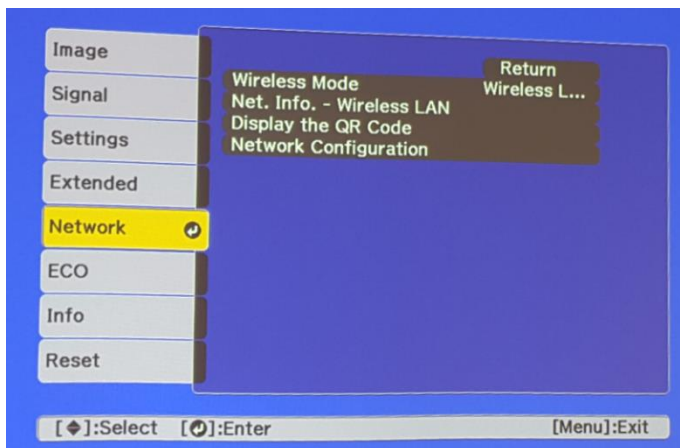 Image
Signal
Settings
Extended
Network
ECO
Info
Reset
Return
Wireless Mode Wireless L...
Net. Info. - Wireless LAN
Display the QR Code
Network Configuration
[◆]:Select [↵]:Enter [Menu]:Exit